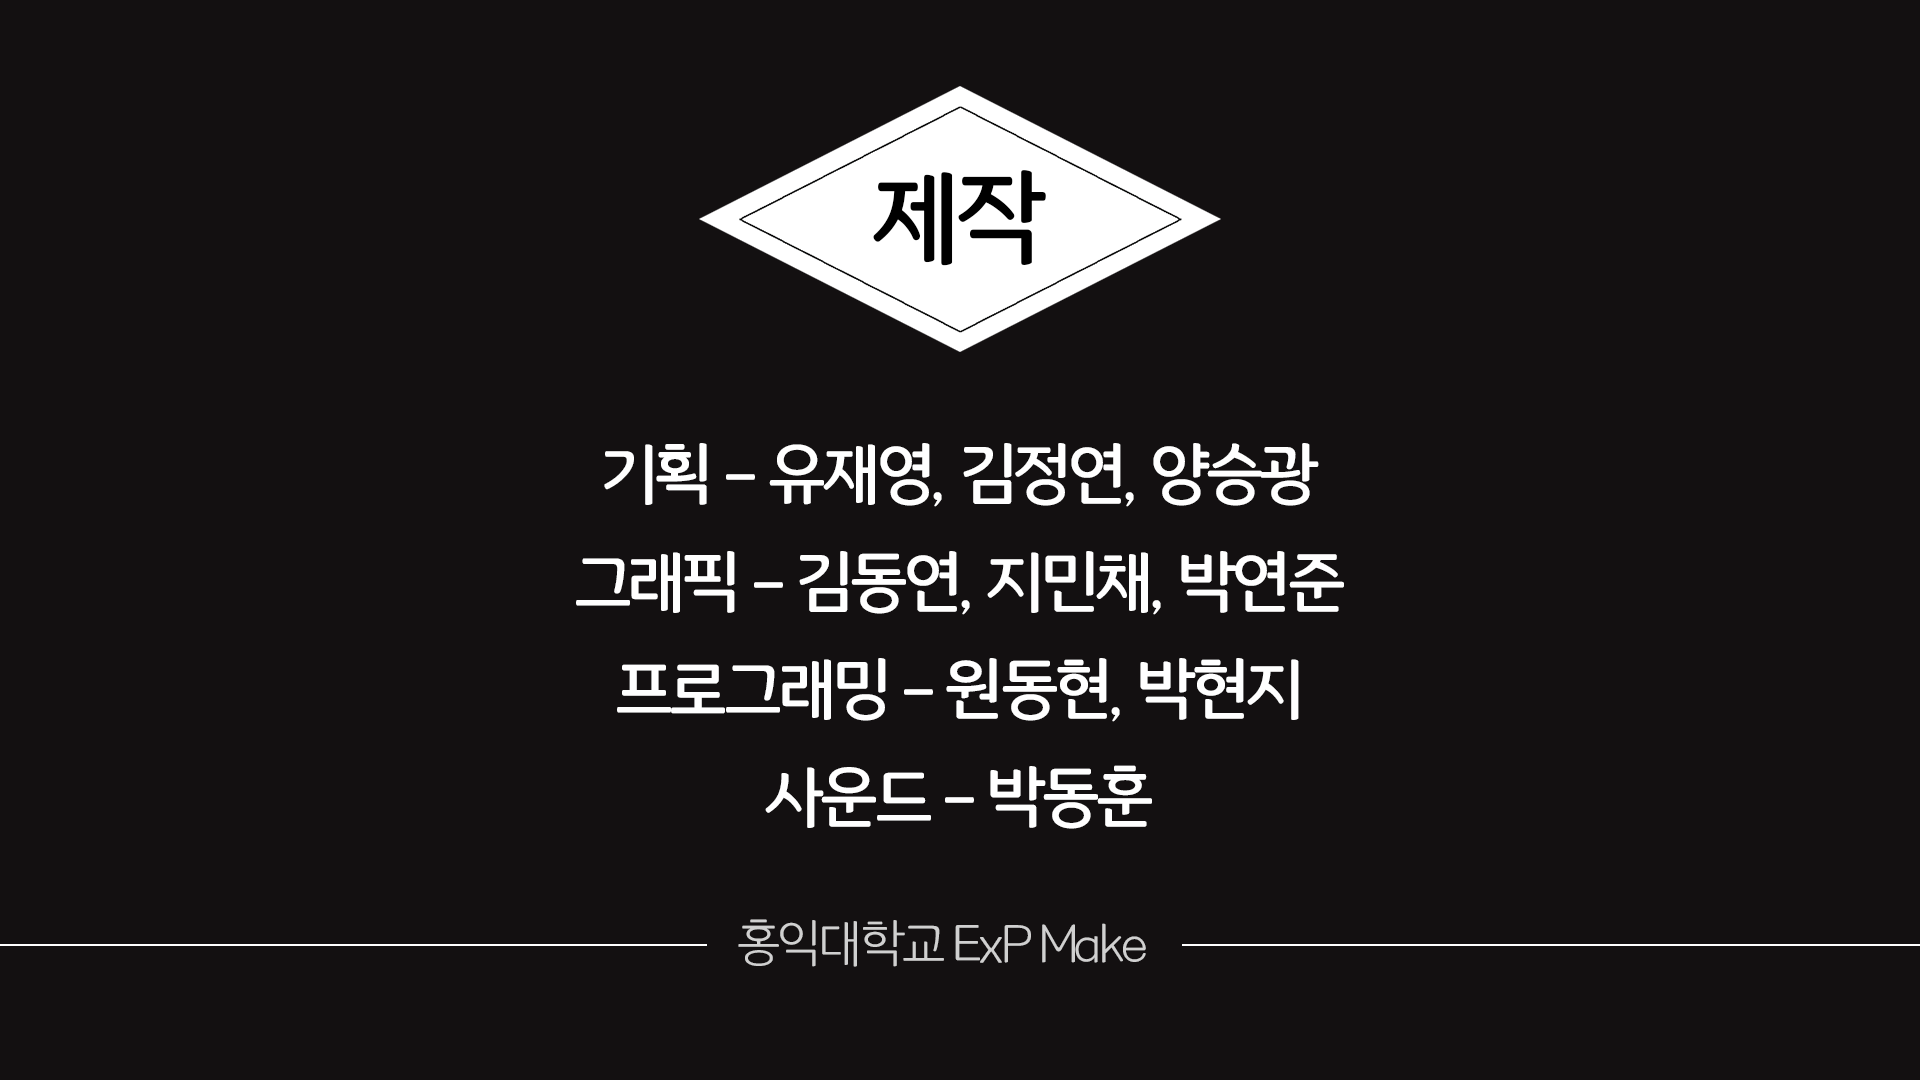 제작
기획 – 유재영, 김정연, 양승광
그래픽 – 김동연, 지민채, 박연준
프로그래밍 – 원동현, 박현지
사운드 – 박동훈
홍익대학교 ExP Make